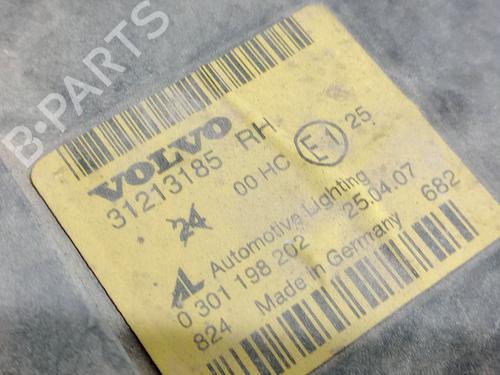 B-PARTS
VOLVO
31213185 RH
24 00 HC E1 25
AL Automotive Lighting
0 301 198 202 25.04.07
824 Made in Germany 682